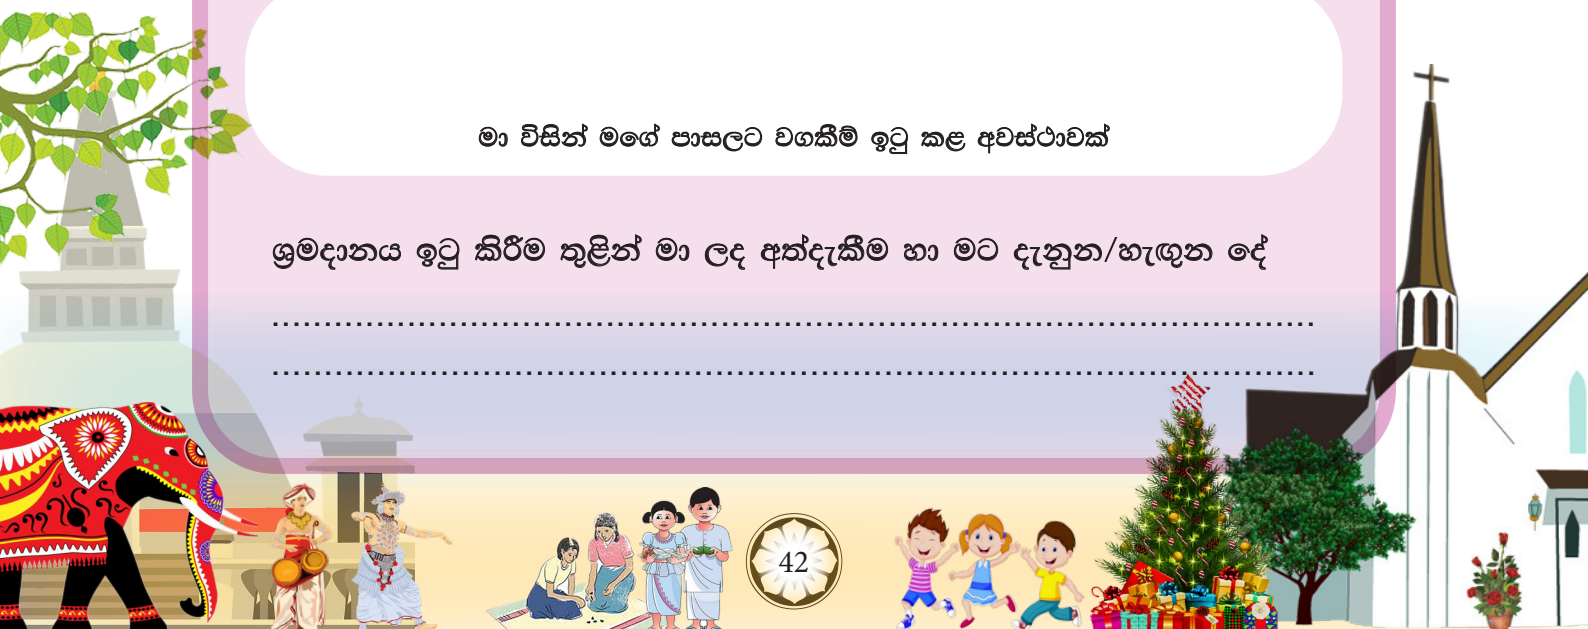 මා විසින් මගේ පාසලට වගකීම් ඉටු කළ අවස්ථාවක්
ශ්‍රමදානය ඉටු කිරීම තුළින් මා ලද අත්දැකීම හා මට දැනුන/හැඟුන දේ
....................................................................................................
....................................................................................................
42